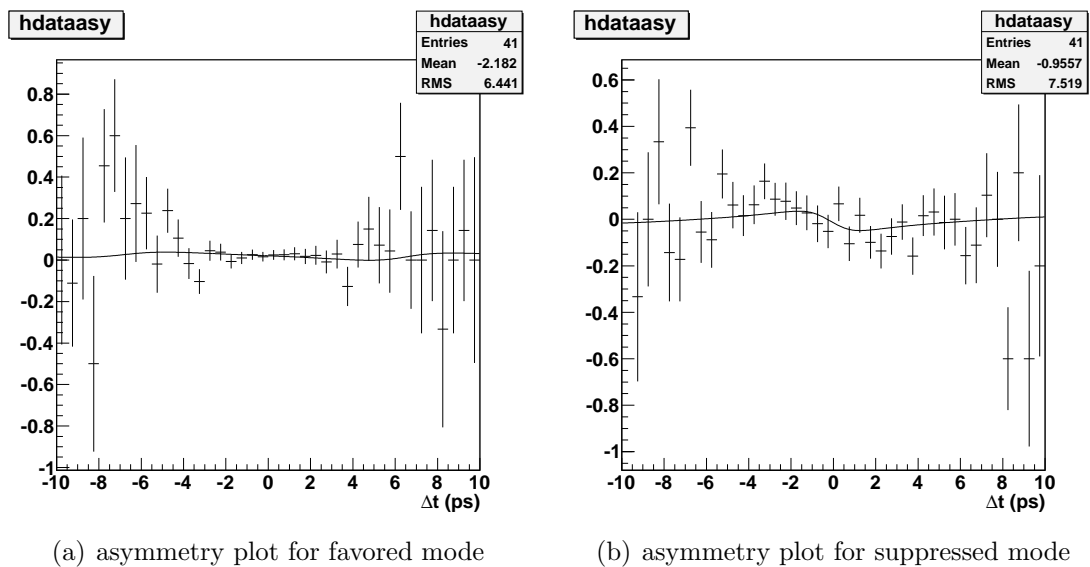 hdataasy
hdataasy
Entries 41
Mean -2.182
RMS 6.441
0.8
0.6
0.4
0.2
0
-0.2
-0.4
-0.6
-0.8
-1
-10 -8 -6 -4 -2 0 2 4 6 8 10
Δt (ps)
(a) asymmetry plot for favored mode
hdataasy
hdataasy
Entries 41
Mean -0.9557
RMS 7.519
0.6
0.4
0.2
0
-0.2
-0.4
-0.6
-0.8
-1
-10 -8 -6 -4 -2 0 2 4 6 8 10
Δt (ps)
(b) asymmetry plot for suppressed mode